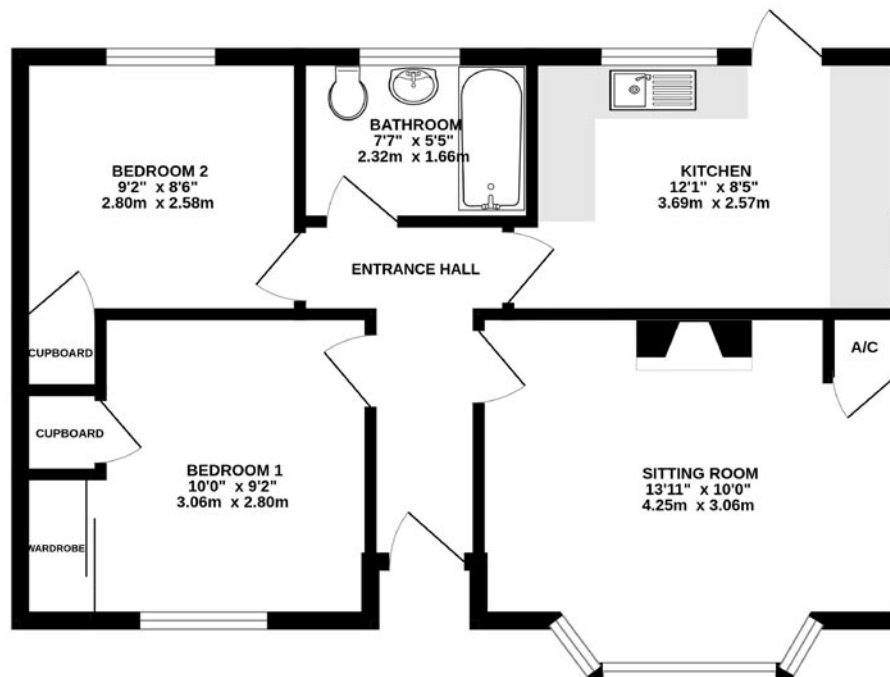 BATHROOM
7'7" x 5'5"
2.32m x 1.66m
BEDROOM 2
9'2" x 8'6"
2.80m x 2.58m
KITCHEN
12'1" x 8'5"
3.69m x 2.57m
ENTRANCE HALL
CUPBOARD
A/C
CUPBOARD
BEDROOM 1
10'0" x 9'2"
3.06m x 2.80m
SITTING ROOM
13'11" x 10'0"
4.25m x 3.06m
WARDROBE